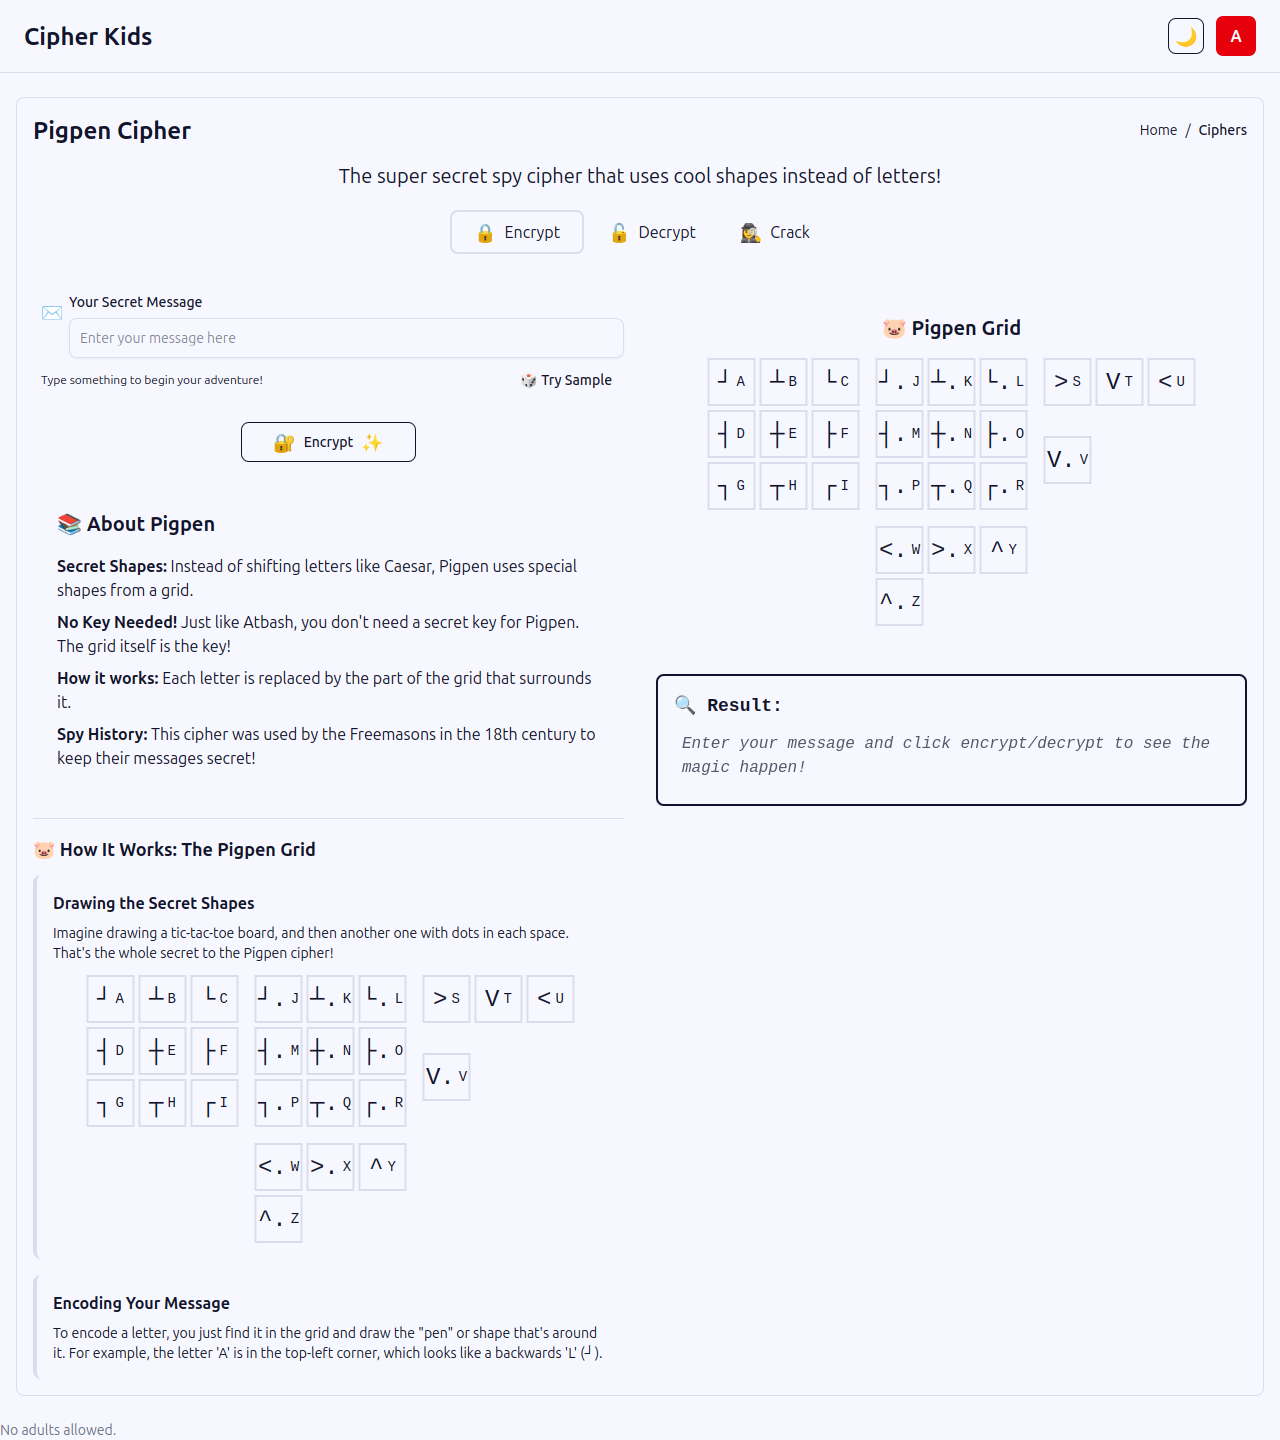 Cipher Kids
A
Pigpen Cipher
Home / Ciphers
The super secret spy cipher that uses cool shapes instead of letters!
Encrypt
Decrypt
Crack
Your Secret Message
Enter your message here
Type something to begin your adventure!
Try Sample
Encrypt
About Pigpen
Secret Shapes: Instead of shifting letters like Caesar, Pigpen uses special
shapes from a grid.
No Key Needed! Just like Atbash, you don't need a secret key for Pigpen.
The grid itself is the key!
How it works: Each letter is replaced by the part of the grid that surrounds
it.
Spy History: This cipher was used by the Freemasons in the 18th century to
keep their messages secret!
Pigpen Grid
┘ A ┴ B └ C ┘. J ┴. K └. L > S V T < U
┤ D ┼ E ├ F ┤. M ┼. N ├. O
V. V
┐ G ┬ H ┌ I ┐. P ┬. Q ┌. R
<. W >. X ^ Y
^. Z
Result:
Enter your message and click encrypt/decrypt to see the
magic happen!
How It Works: The Pigpen Grid
Drawing the Secret Shapes
Imagine drawing a tic-tac-toe board, and then another one with dots in each space.
That's the whole secret to the Pigpen cipher!
┘ A ┴ B └ C ┘. J ┴. K └. L > S V T < U
┤ D ┼ E ├ F ┤. M ┼. N ├. O
V. V
┐ G ┬ H ┌ I ┐. P ┬. Q ┌. R
<. W >. X ^ Y
^. Z
Encoding Your Message
To encode a letter, you just find it in the grid and draw the "pen" or shape that's around
it. For example, the letter 'A' is in the top-left corner, which looks like a backwards 'L' (┘).
No adults allowed.